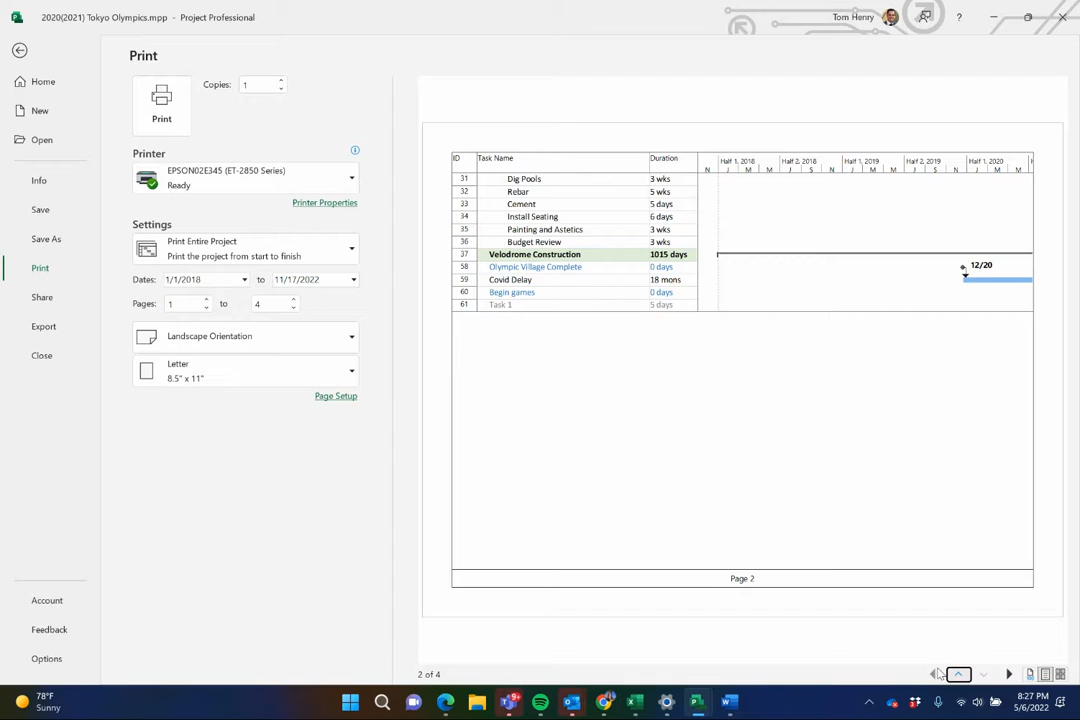 2020(2021) Tokyo Olympics.mpp - Project Professional
Tom Henry
?
Home
New
Open
Info
Save
Save As
Print
Share
Export
Close
Account
Feedback
Options
Print
Print
Copies: 1
Printer
EPSON02E345 (ET-2850 Series)
Ready
Printer Properties
Settings
Print Entire Project
Print the project from start to finish
Dates: 1/1/2018 to 11/17/2022
Pages: 1 to 4
Landscape Orientation
Letter
8.5" x 11"
Page Setup
ID Task Name Duration Half 1, 2018 Half 2, 2018 Half 1, 2019 Half 2, 2019 Half 1, 2020 H
N J M M J S N J M M J S N J M M
31 Dig Pools 3 wks
32 Rebar 5 wks
33 Cement 5 days
34 Install Seating 6 days
35 Painting and Astetics 3 wks
36 Budget Review 3 wks
37 Velodrome Construction 1015 days
58 Olympic Village Complete 0 days 12/20
59 Covid Delay 18 mons
60 Begin games 0 days
61 Task 1 5 days
Page 2
2 of 4
78°F
Sunny
9+
8:27 PM
5/6/2022